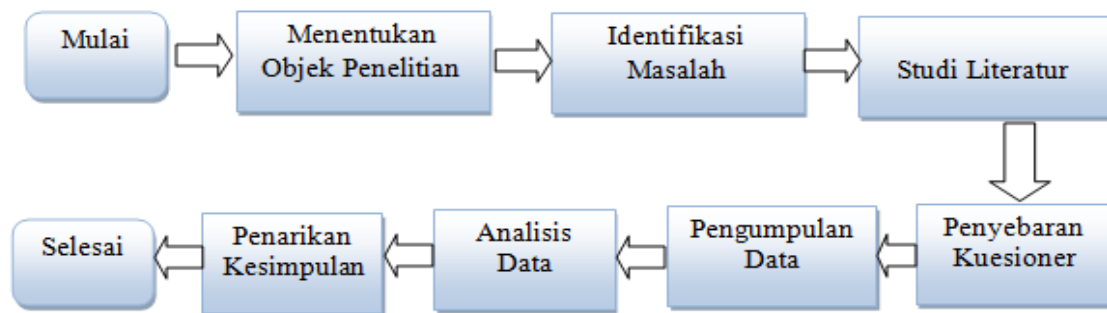 Mulai
Menentukan
Objek Penelitian
Identifikasi
Masalah
Studi Literatur
Penyebaran
Kuesioner
Pengumpulan
Data
Analisis
Data
Penarikan
Kesimpulan
Selesai